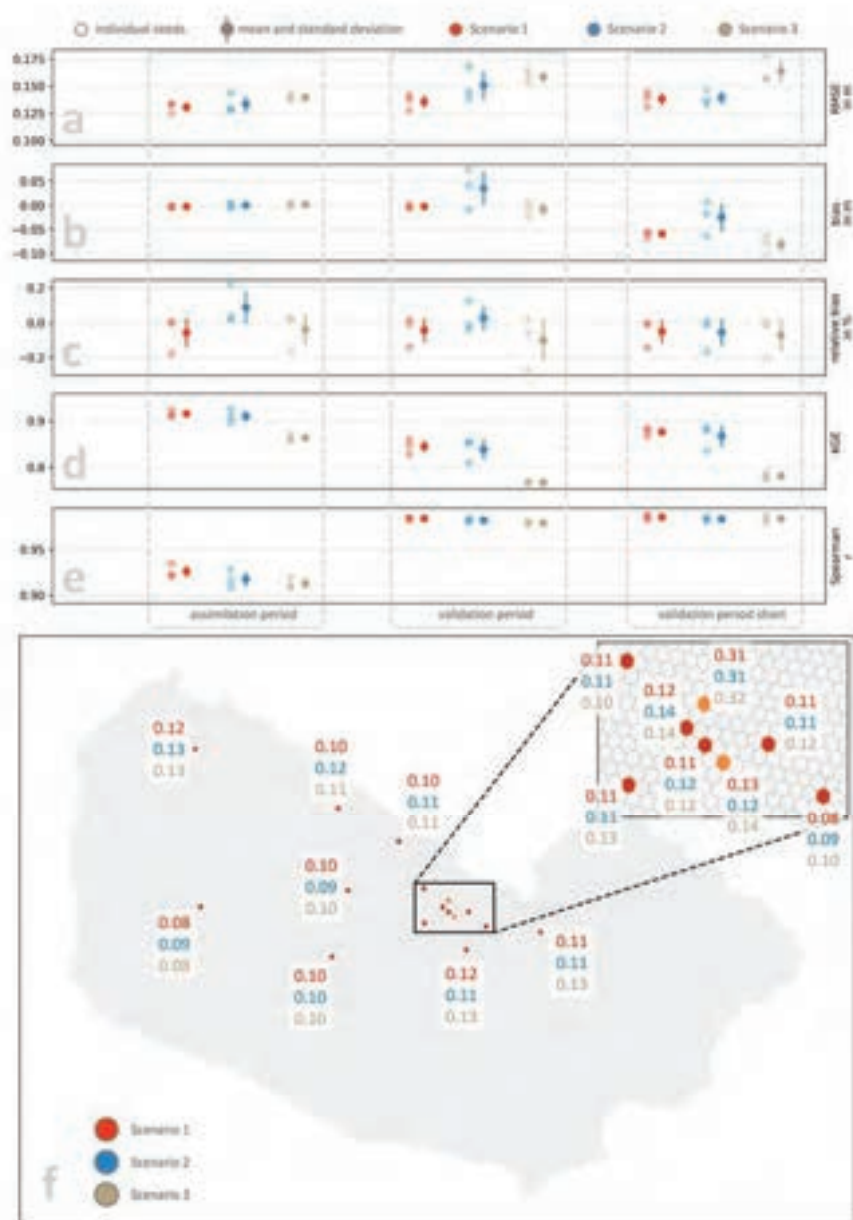 individual seeds
mean and standard deviation
Scenario 1
Scenario 2
Scenario 3
0.175
0.150
0.125
0.100
a
RMSE
in m
0.05
0.00
−0.05
−0.10
b
bias
in m
0.2
0.0
−0.2
c
relative bias
in %
0.9
0.8
d
KGE
0.95
0.90
e
Spearman
r
assimilation period
validation period
validation period short
0.11
0.11
0.10
0.31
0.31
0.32
0.12
0.14
0.14
0.11
0.11
0.12
0.11
0.12
0.12
0.13
0.12
0.14
0.11
0.11
0.13
0.08
0.09
0.10
0.12
0.13
0.13
0.10
0.12
0.11
0.10
0.11
0.11
0.10
0.09
0.10
0.08
0.09
0.08
0.10
0.10
0.10
0.12
0.11
0.13
0.11
0.11
0.13
Scenario 1
Scenario 2
Scenario 3
f